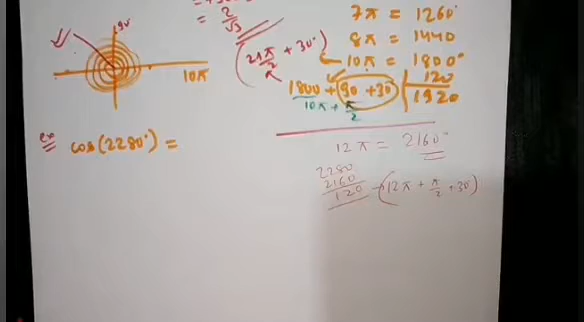 = 2/√3
7π = 1260°
8π = 1440
10π = 1800°
(21π/2 + 30°)
1800 + (90 + 30) | 120
1920
10π + π/2
90
10π
ex cos(2280°) =
12π = 2160°
2280
2160
120 → (12π + π/2 + 30)